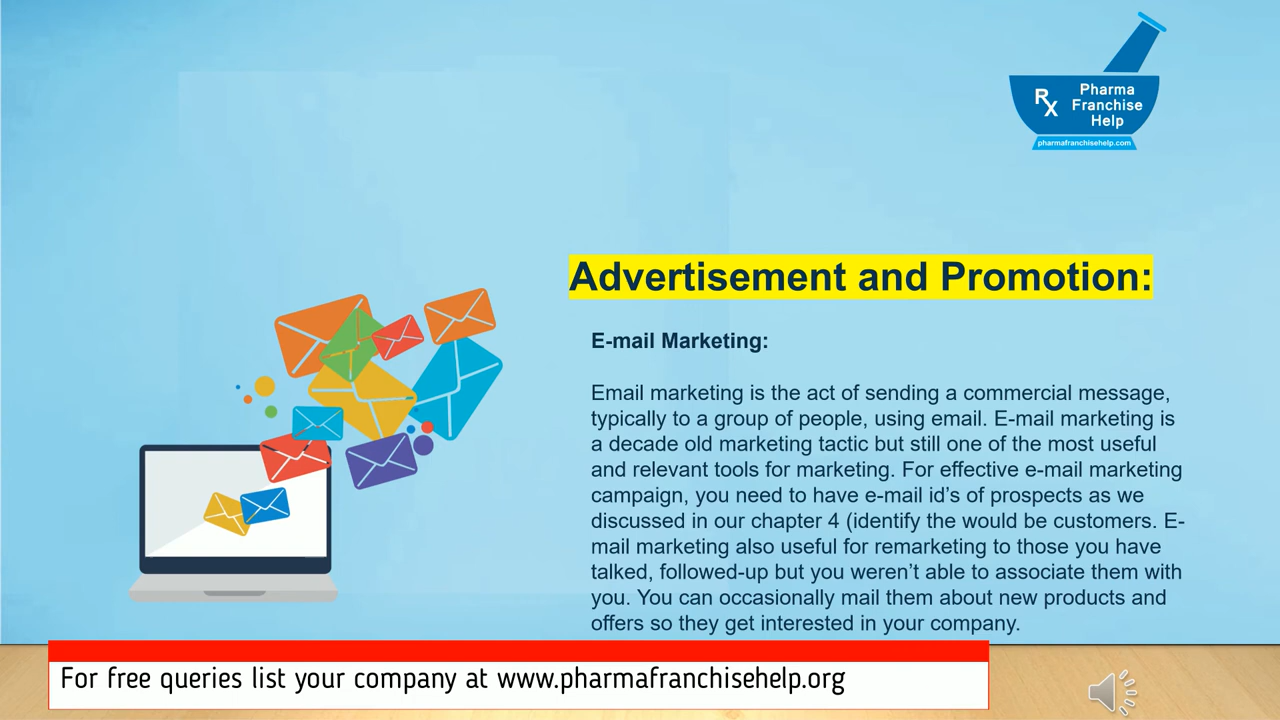 Rx
Pharma
Franchise
Help
pharmafranchisehelp.com
Advertisement and Promotion:
E-mail Marketing:
Email marketing is the act of sending a commercial message,
typically to a group of people, using email. E-mail marketing is
a decade old marketing tactic but still one of the most useful
and relevant tools for marketing. For effective e-mail marketing
campaign, you need to have e-mail id’s of prospects as we
discussed in our chapter 4 (identify the would be customers. E-
mail marketing also useful for remarketing to those you have
talked, followed-up but you weren’t able to associate them with
you. You can occasionally mail them about new products and
offers so they get interested in your company.
For free queries list your company at www.pharmafranchisehelp.org